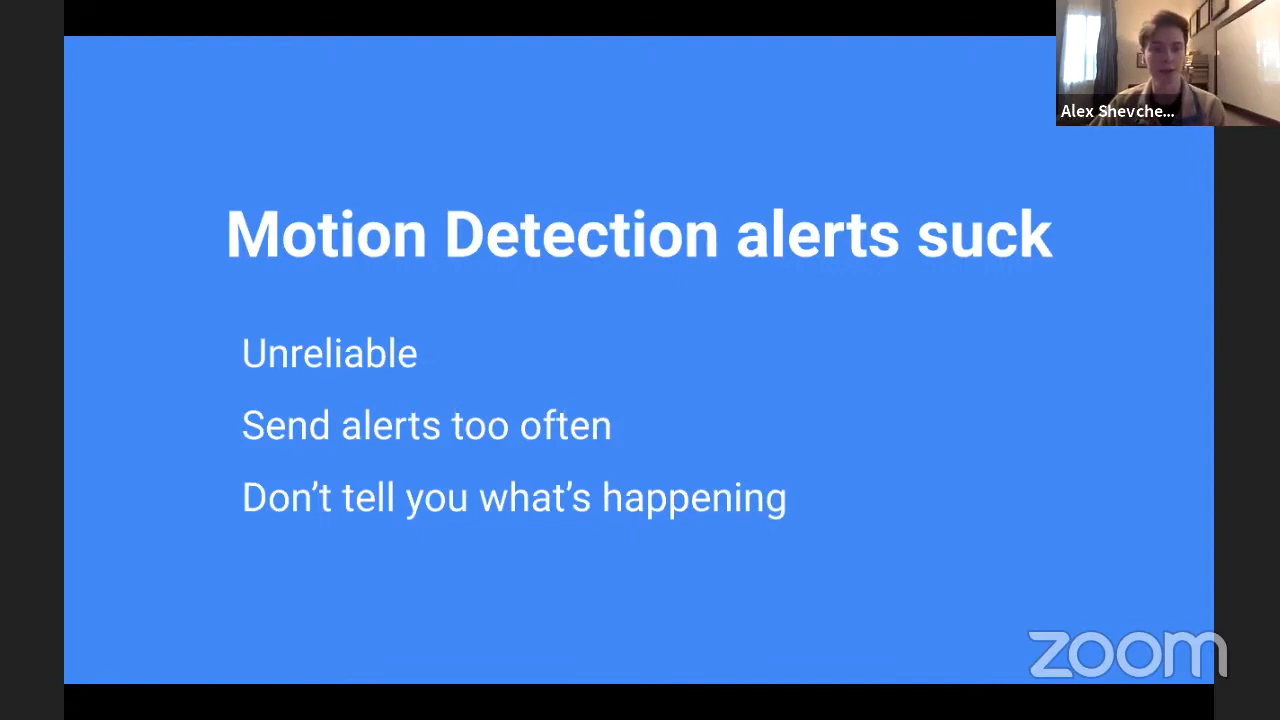 Alex Shevche...
Motion Detection alerts suck
Unreliable
Send alerts too often
Don’t tell you what’s happening
zoom